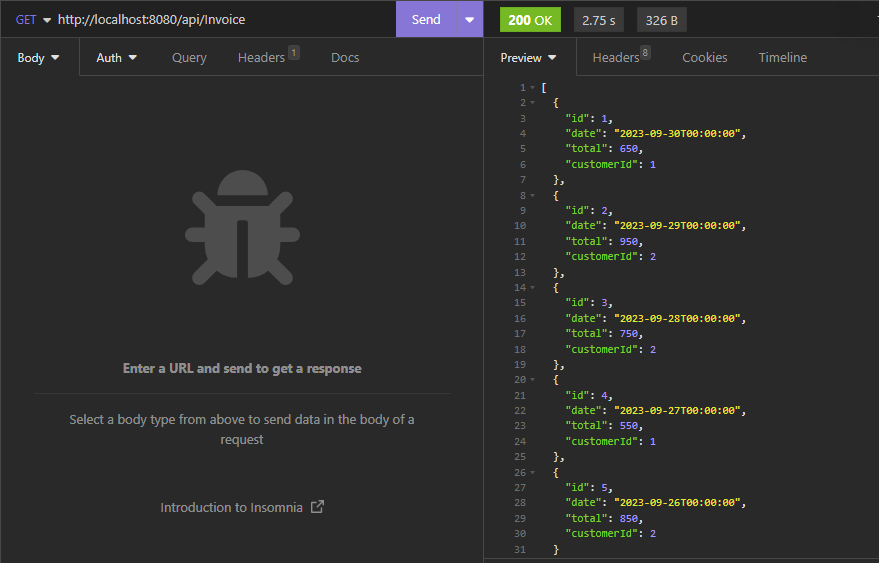 GET http://localhost:8080/api/Invoice Send
Body Auth Query Headers 1 Docs
Enter a URL and send to get a response
Select a body type from above to send data in the body of a
request
Introduction to Insomnia
200 OK 2.75 s 326 B
Preview Headers 8 Cookies Timeline
1 [
2 {
3 "id": 1,
4 "date": "2023-09-30T00:00:00",
5 "total": 650,
6 "customerId": 1
7 },
8 {
9 "id": 2,
10 "date": "2023-09-29T00:00:00",
11 "total": 950,
12 "customerId": 2
13 },
14 {
15 "id": 3,
16 "date": "2023-09-28T00:00:00",
17 "total": 750,
18 "customerId": 2
19 },
20 {
21 "id": 4,
22 "date": "2023-09-27T00:00:00",
23 "total": 550,
24 "customerId": 1
25 },
26 {
27 "id": 5,
28 "date": "2023-09-26T00:00:00",
29 "total": 850,
30 "customerId": 2
31 }